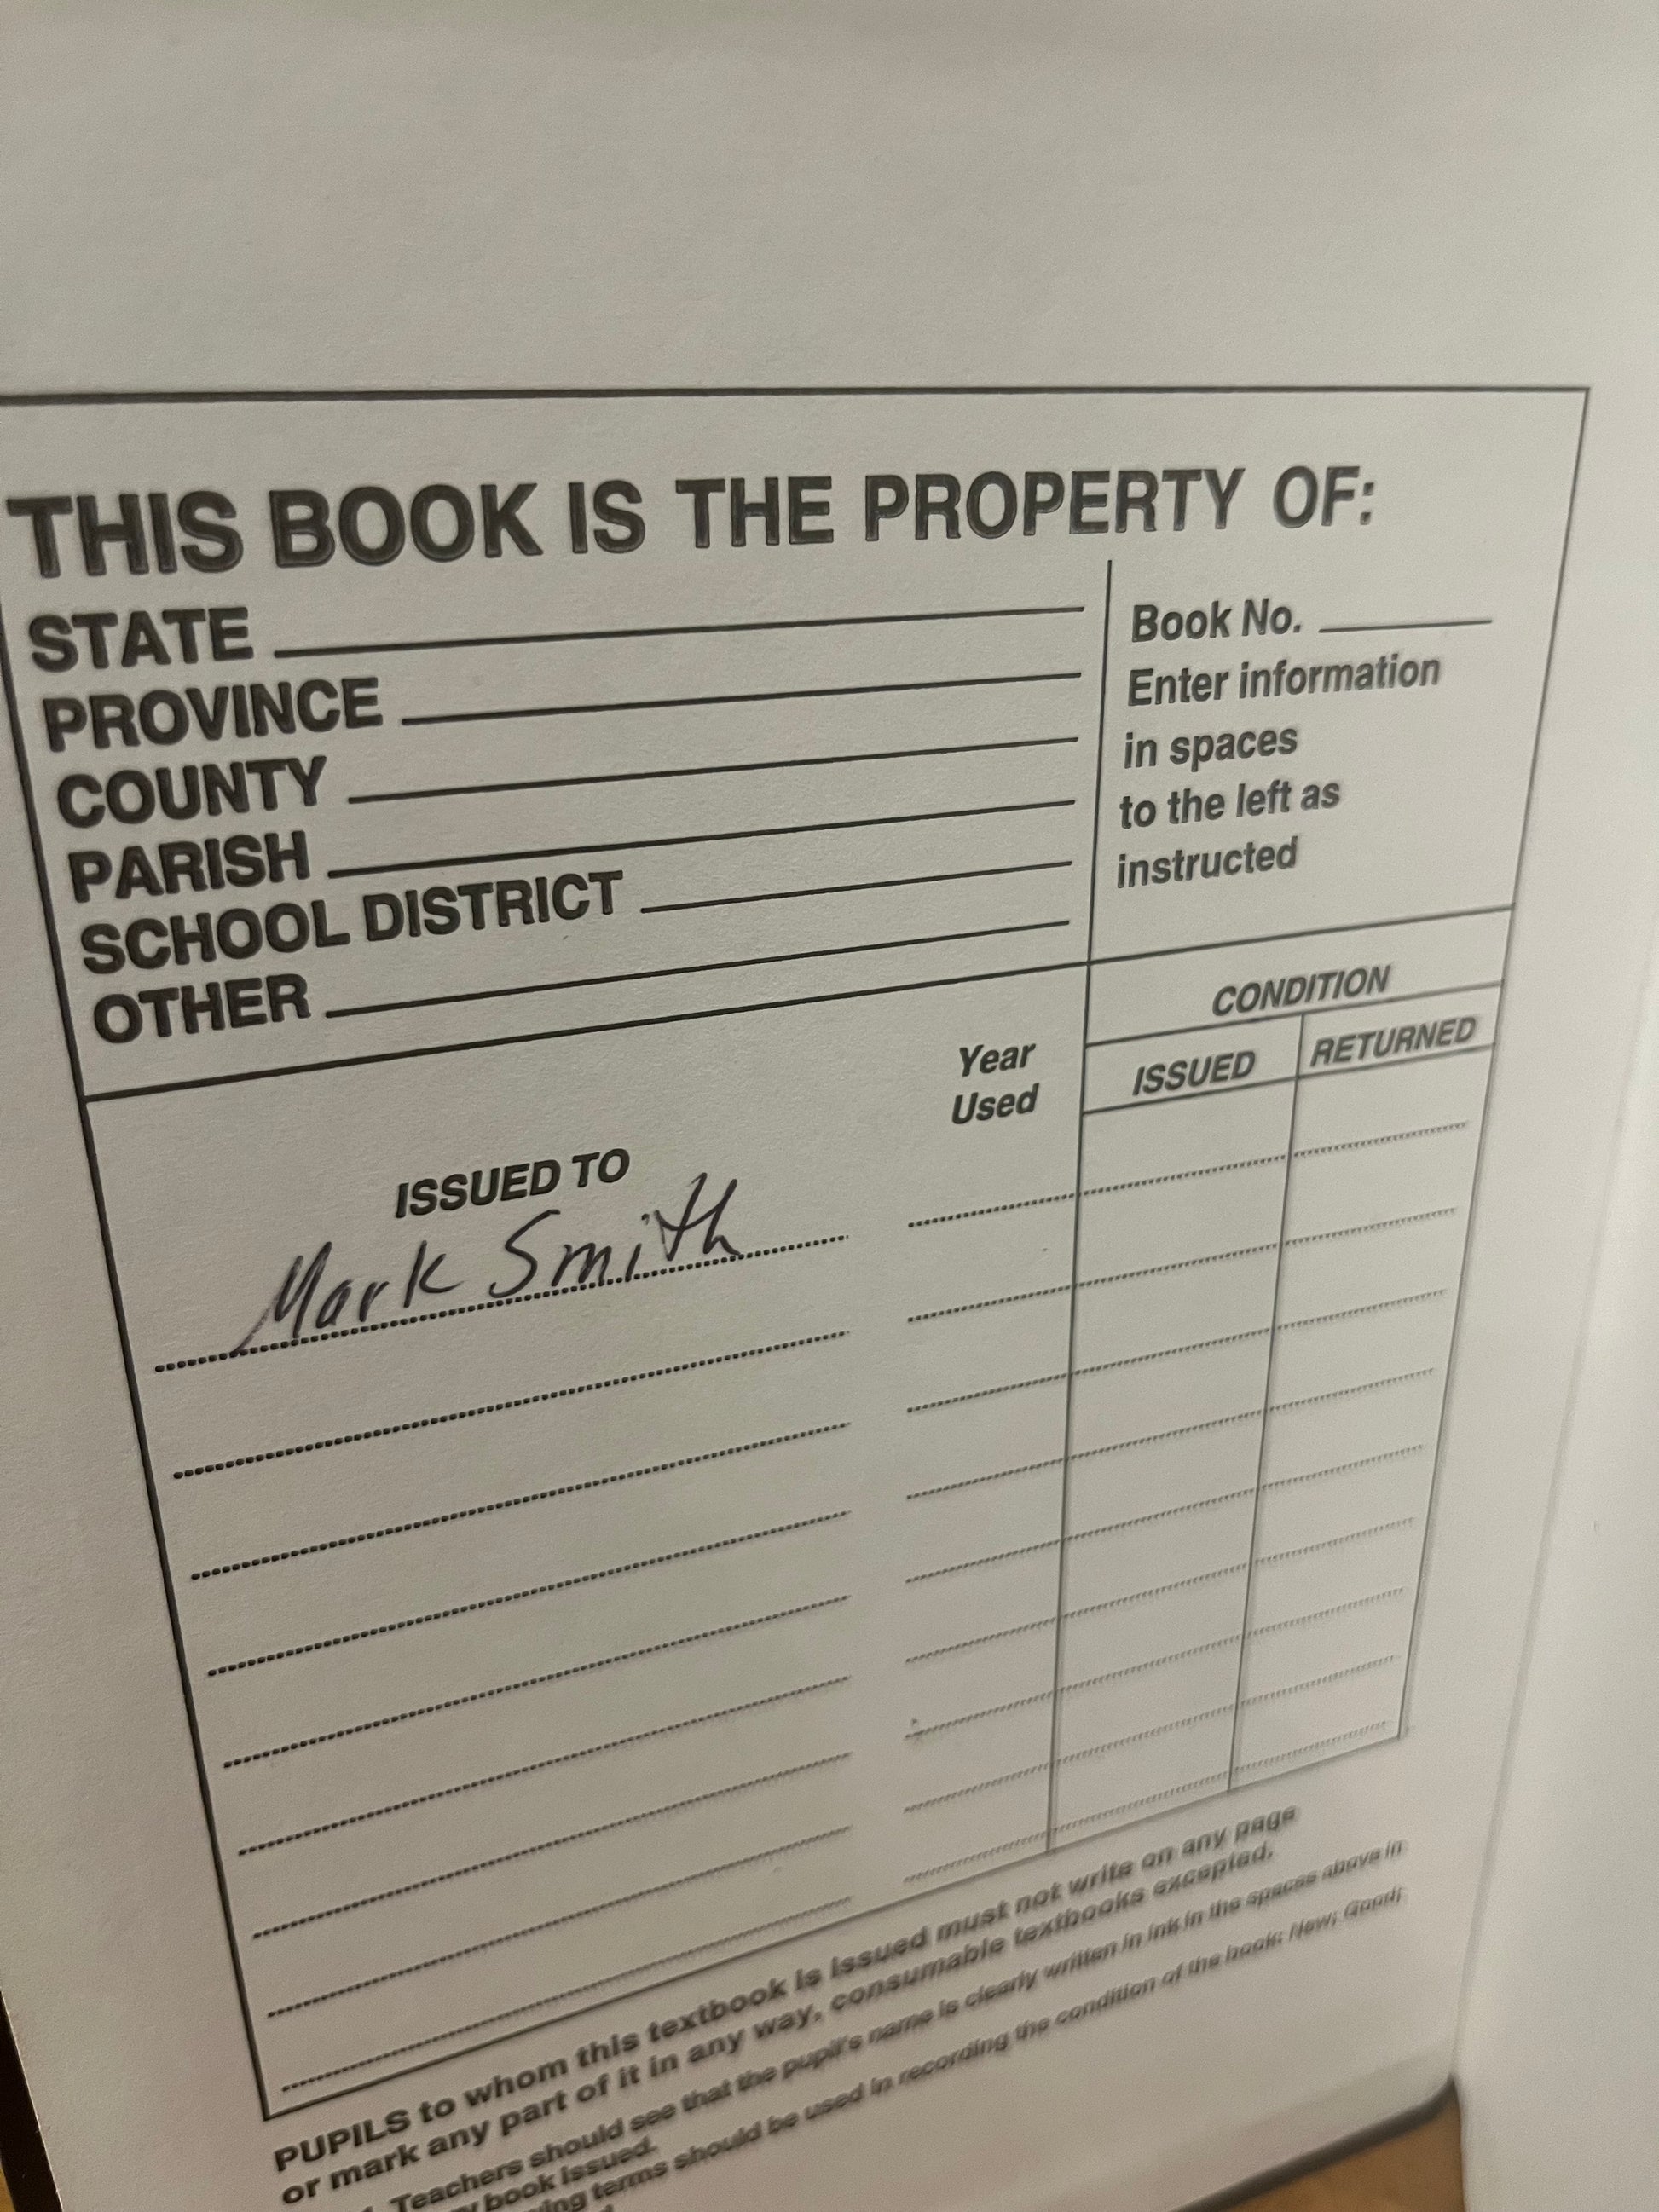 THIS BOOK IS THE PROPERTY OF:
STATE
PROVINCE
COUNTY
PARISH
SCHOOL DISTRICT
OTHER
Book No.
Enter information
in spaces
to the left as
instructed
CONDITION
Year
Used
ISSUED
RETURNED
ISSUED TO
Mark Smith
PUPILS to whom this textbook is issued must not write on any page
or mark any part of it in any way, consumable textbooks excepted.
Teachers should see that the pupil's name is clearly written in ink in the spaces above in
book issued.
terms should be used in recording the condition of the book: New; Good;